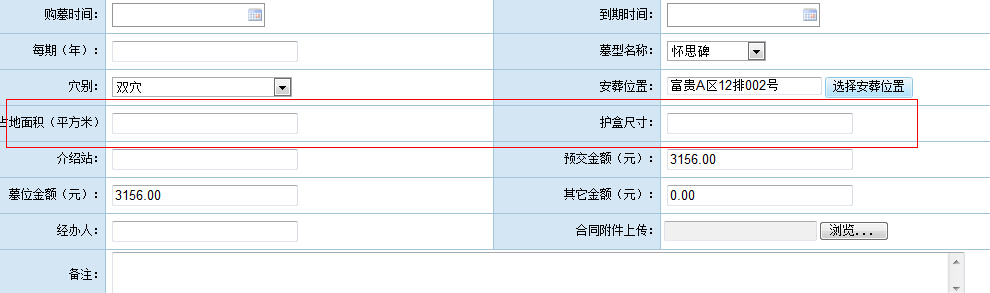 购墓时间： 到期时间：
每期（年）： 墓型名称： 怀思碑
穴别： 双穴 安葬位置： 富贵A区12排002号 选择安葬位置
占地面积（平方米） 护盒尺寸：
介绍站： 预交金额（元）： 3156.00
墓位金额（元）： 3156.00 其它金额（元）： 0.00
经办人： 合同附件上传： 浏览...
备注：